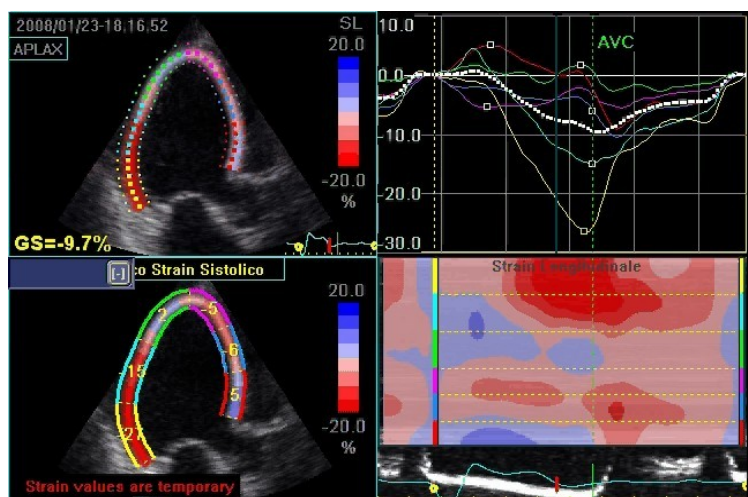 2008/01/23-18:16:52
APLAX
SL
20.0
%
-20.0
%
GS=-9.7%
10.0
0.0
-10.0
-20.0
-30.0
AVC
[-]
co Strain Sistolico
20.0
-20.0
%
2
-5
-6
5
-15
-27
Strain values are temporary
Strain Longitudinale